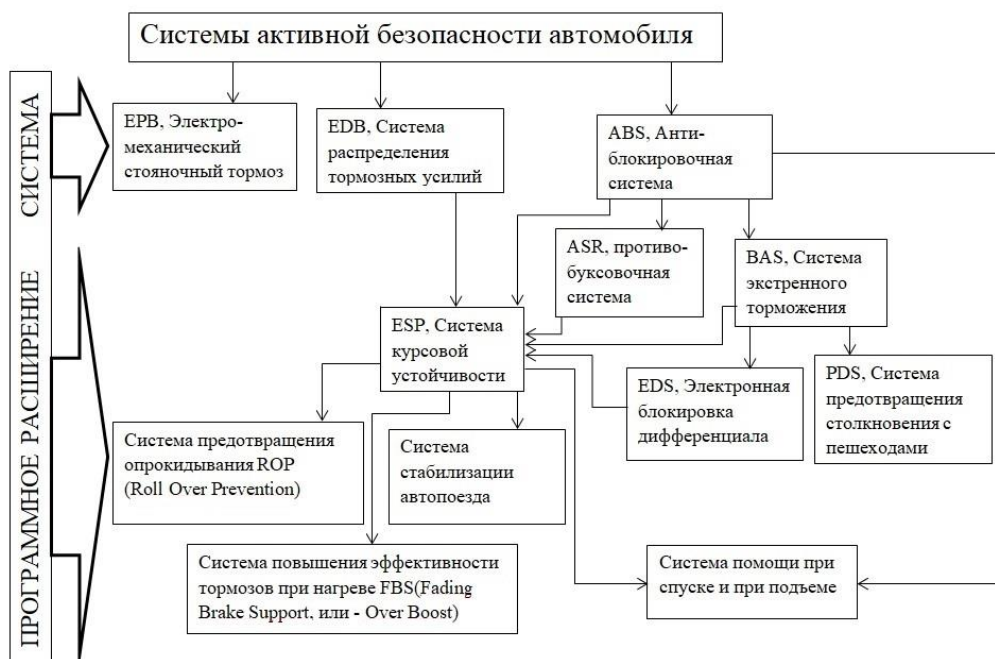 Системы активной безопасности автомобиля
СИСТЕМА
EPB, Электро-
механический
стояночный тормоз
EDB, Система
распределения
тормозных усилий
ABS, Анти-
блокировочная
система
ПРОГРАММНОЕ РАСШИРЕНИЕ
ASR, противо-
буксовочная
система
BAS, Система
экстренного
торможения
ESP, Система
курсовой
устойчивости
EDS, Электронная
блокировка
дифференциала
PDS, Система
предотвращения
столкновения с
пешеходами
Система предотвращения
опрокидывания ROP
(Roll Over Prevention)
Система
стабилизации
автопоезда
Система повышения эффективности
тормозов при нагреве FBS(Fading
Brake Support, или - Over Boost)
Система помощи при
спуске и при подъеме